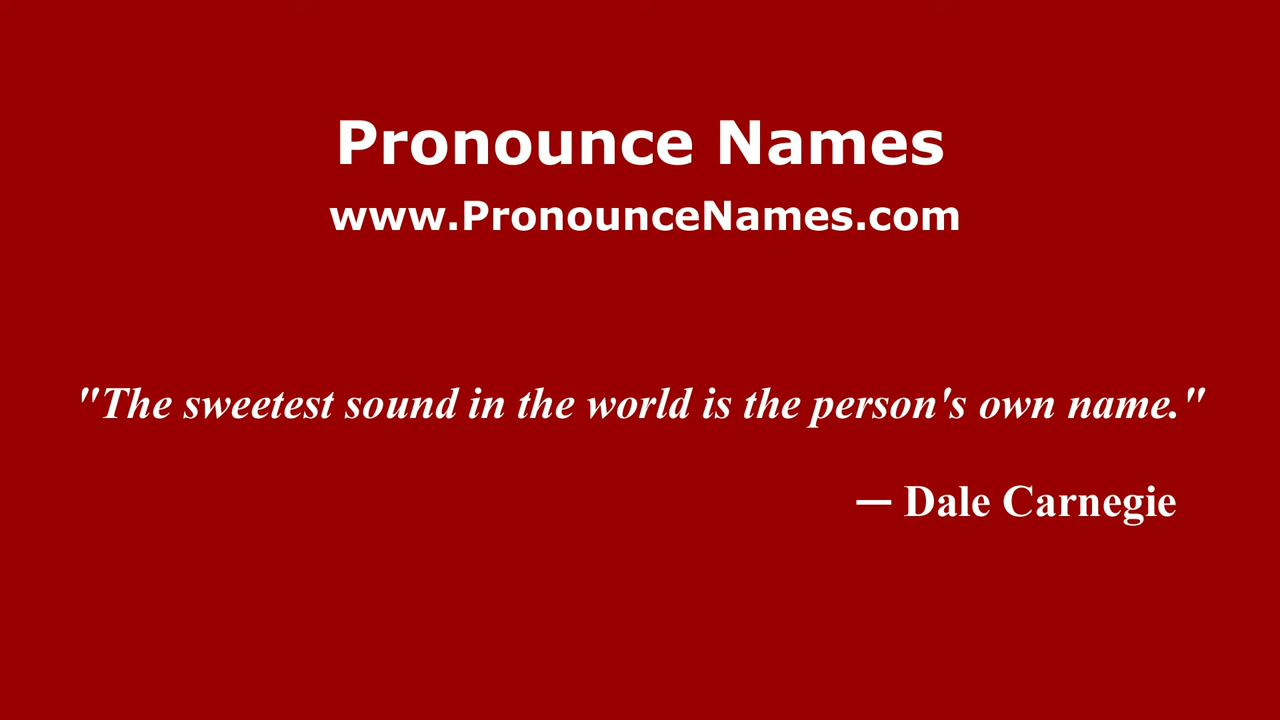 Pronounce Names
www.PronounceNames.com
"The sweetest sound in the world is the person's own name."
— Dale Carnegie